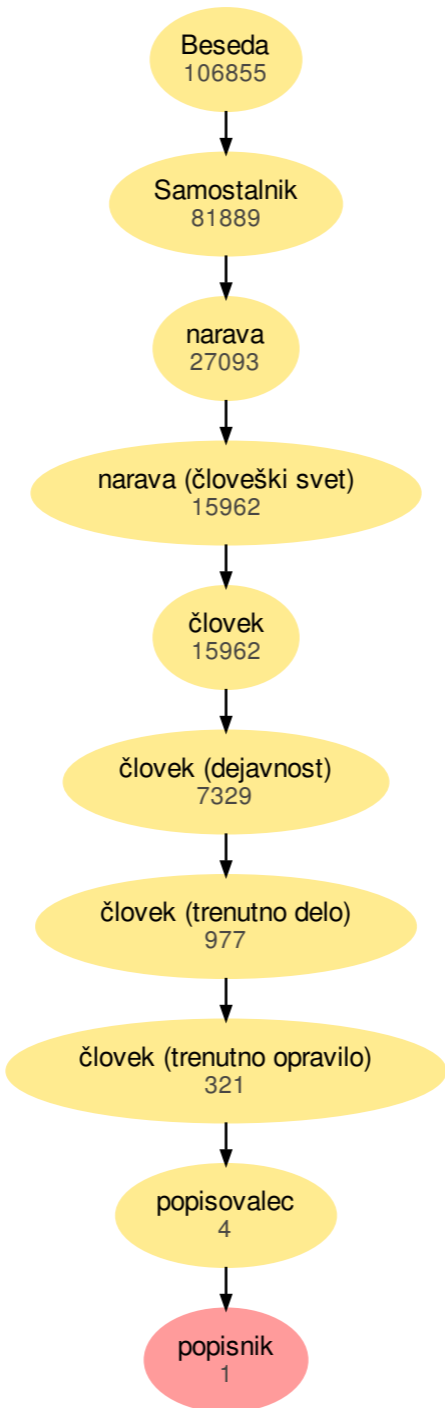 Beseda
106855
Samostalnik
81889
narava
27093
narava (človeški svet)
15962
človek
15962
človek (dejavnost)
7329
človek (trenutno delo)
977
človek (trenutno opravilo)
321
popisovalec
4
popisnik
1